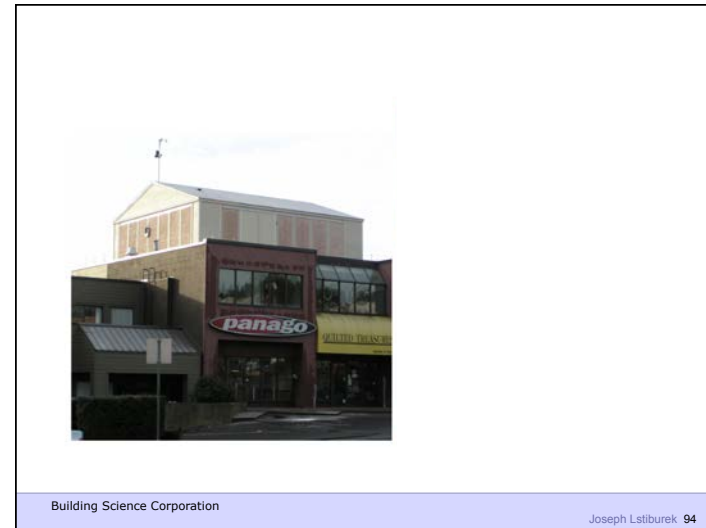 panago
QUILTED TREASURES
Building Science Corporation
Joseph Lstiburek 94